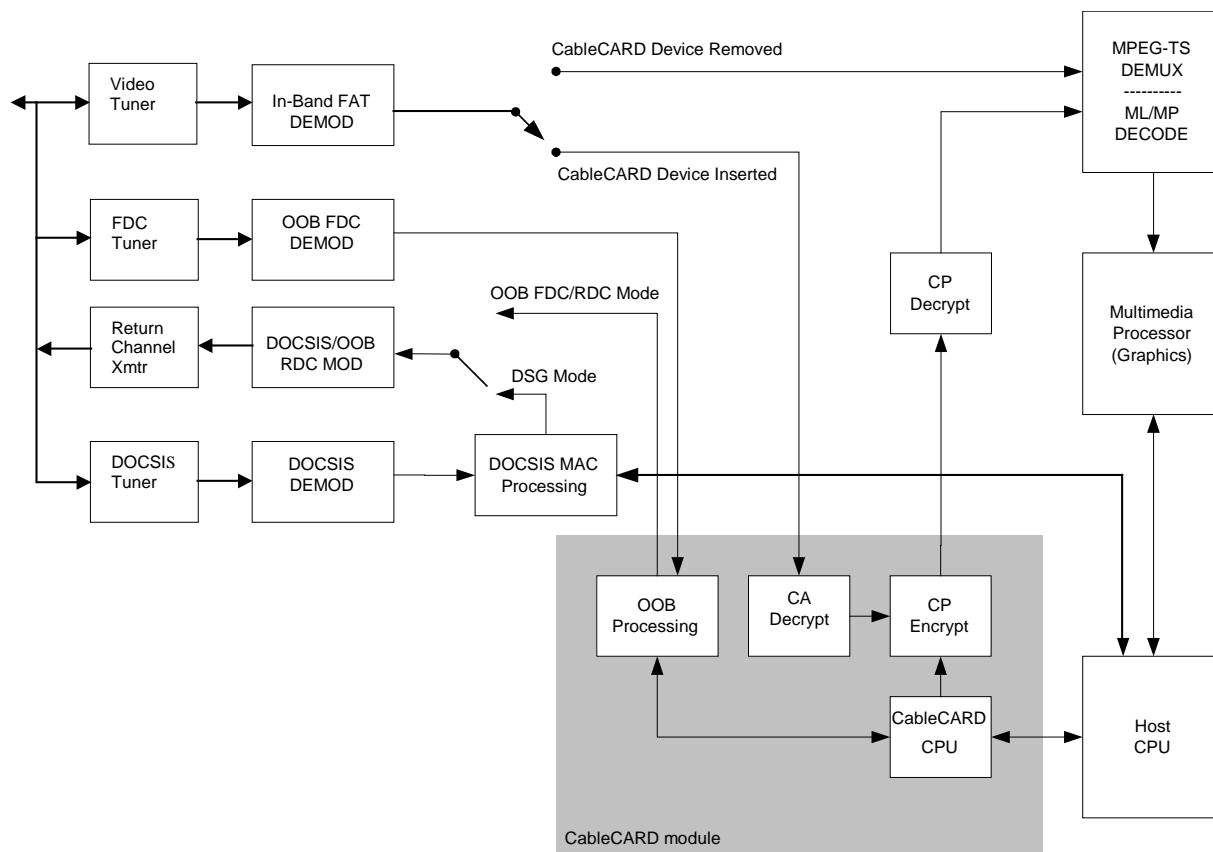 CableCARD Device Removed
MPEG-TS
DEMUX
----------
ML/MP
DECODE
Video
Tuner
In-Band FAT
DEMOD
CableCARD Device Inserted
FDC
Tuner
OOB FDC
DEMOD
CP
Decrypt
Multimedia
Processor
(Graphics)
OOB FDC/RDC Mode
Return
Channel
Xmtr
DOCSIS/OOB
RDC MOD
DSG Mode
DOCSIS
Tuner
DOCSIS
DEMOD
DOCSIS MAC
Processing
OOB
Processing
CA
Decrypt
CP
Encrypt
CableCARD
CPU
Host
CPU
CableCARD module